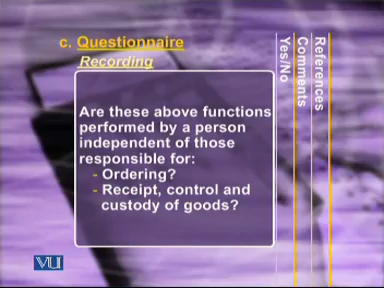 c. Questionnaire
Recording
Yes/No
Comments
References
Are these above functions
performed by a person
independent of those
responsible for:
- Ordering?
- Receipt, control and
custody of goods?
VU